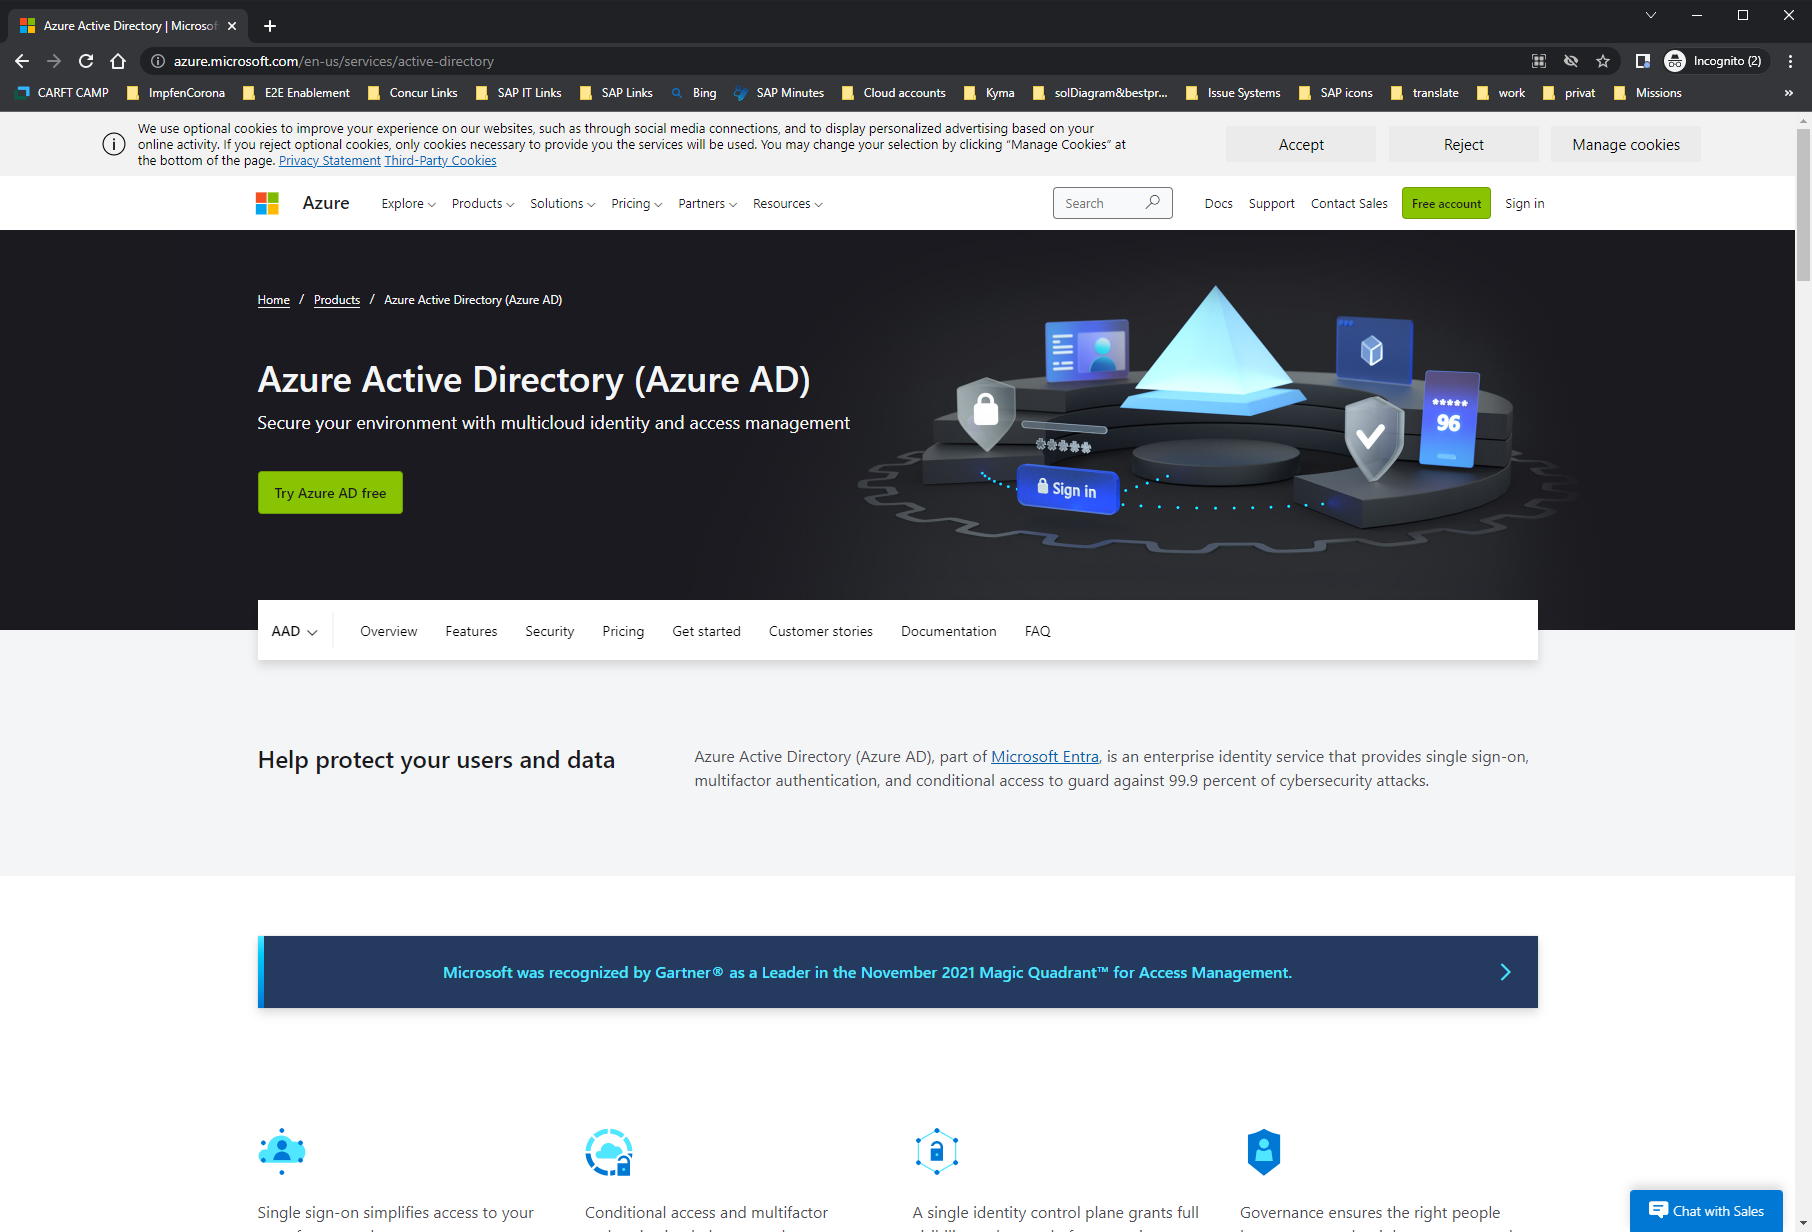 Azure Active Directory | Microsof
azure.microsoft.com/en-us/services/active-directory
Incognito (2)
CARFT CAMP ImpfenCorona E2E Enablement Concur Links SAP IT Links SAP Links Bing SAP Minutes Cloud accounts Kyma solDiagram&bestpr... Issue Systems SAP icons translate work privat Missions »
We use optional cookies to improve your experience on our websites, such as through social media connections, and to display personalized advertising based on your
online activity. If you reject optional cookies, only cookies necessary to provide you the services will be used. You may change your selection by clicking “Manage Cookies” at
the bottom of the page. Privacy Statement Third-Party Cookies
Accept Reject Manage cookies
Azure Explore Products Solutions Pricing Partners Resources Search Docs Support Contact Sales Free account Sign in
Home / Products / Azure Active Directory (Azure AD)
Azure Active Directory (Azure AD)
Secure your environment with multicloud identity and access management
Try Azure AD free
*****
96
*****
Sign in
AAD Overview Features Security Pricing Get started Customer stories Documentation FAQ
Help protect your users and data
Azure Active Directory (Azure AD), part of Microsoft Entra, is an enterprise identity service that provides single sign-on,
multifactor authentication, and conditional access to guard against 99.9 percent of cybersecurity attacks.
Microsoft was recognized by Gartner® as a Leader in the November 2021 Magic Quadrant™ for Access Management.
Single sign-on simplifies access to your
Conditional access and multifactor
A single identity control plane grants full
Governance ensures the right people
Chat with Sales